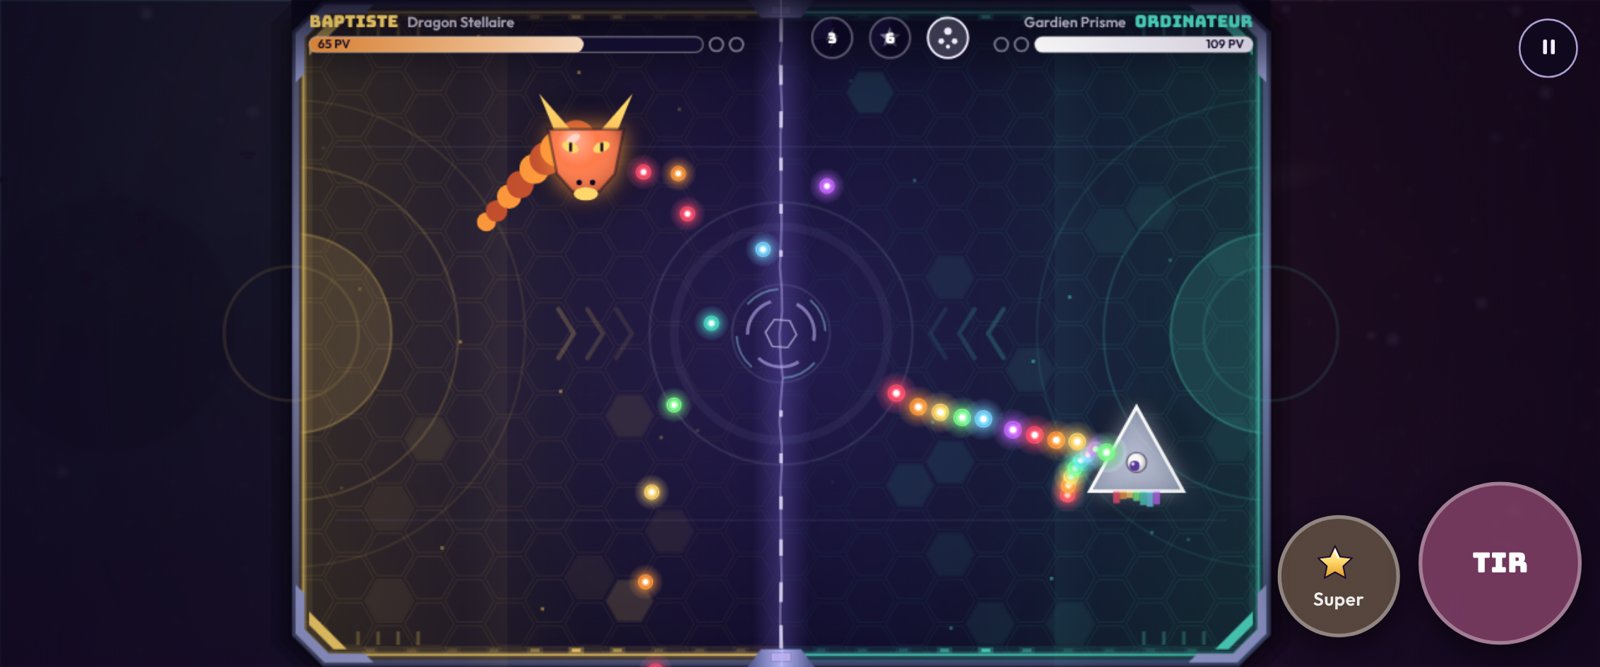 BAPTISTE Dragon Stellaire
65 PV
3
6
Gardien Prisme ORDINATEUR
109 PV
Super
TIR